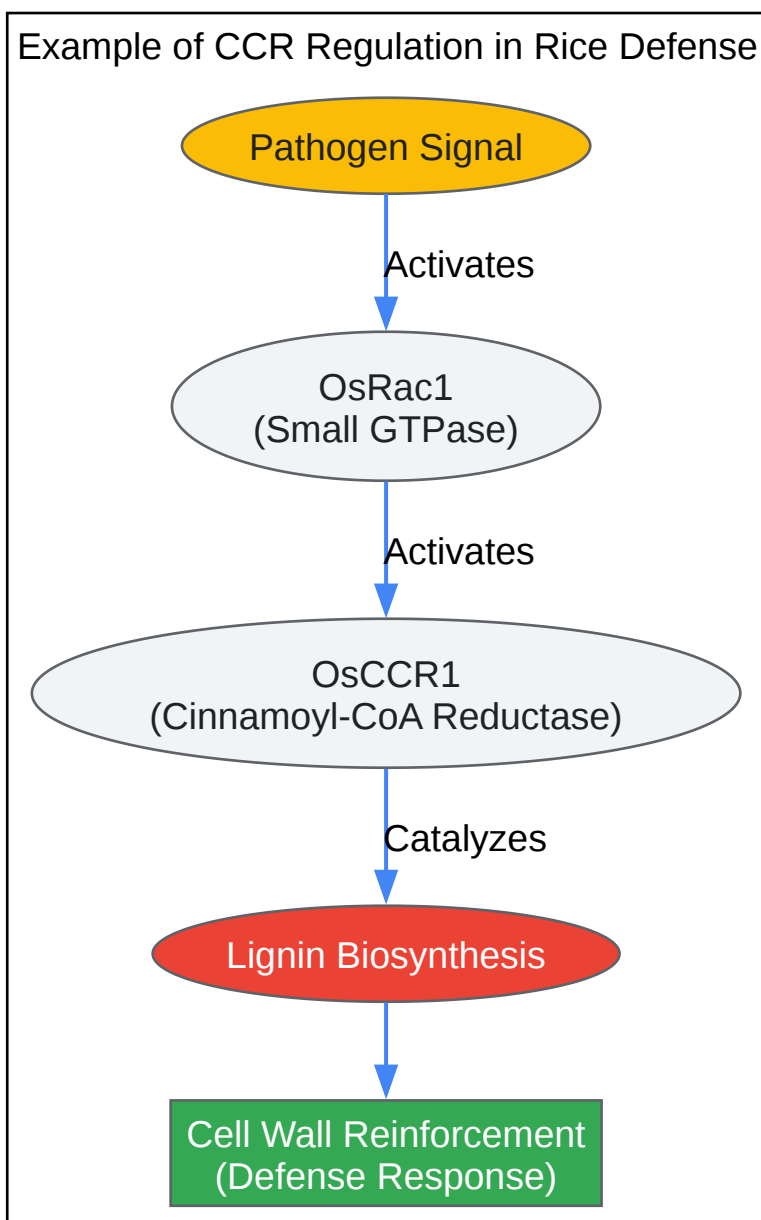 Example of CCR Regulation in Rice Defense
Pathogen Signal
Activates
OsRac1
(Small GTPase)
Activates
OsCCR1
(Cinnamoyl-CoA Reductase)
Catalyzes
Lignin Biosynthesis
Cell Wall Reinforcement
(Defense Response)